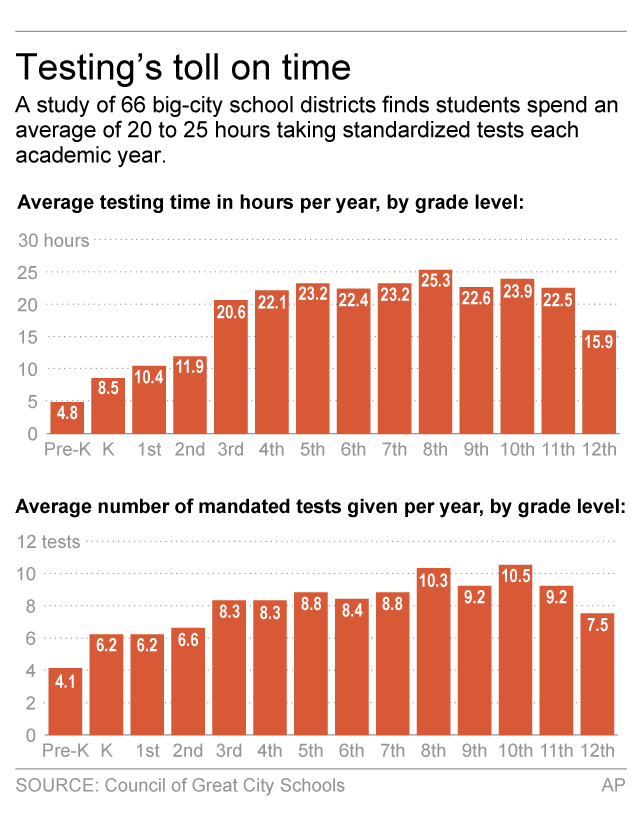 Testing's toll on time
A study of 66 big-city school districts finds students spend an
average of 20 to 25 hours taking standardized tests each
academic year.
Average testing time in hours per year, by grade level:
30 hours
25
20
15
10
5
0
4.8 8.5 10.4 11.9 20.6 22.1 23.2 22.4 23.2 25.3 22.6 23.9 22.5 15.9
Pre-K K 1st 2nd 3rd 4th 5th 6th 7th 8th 9th 10th 11th 12th
Average number of mandated tests given per year, by grade level:
12 tests
10
8
6
4
2
0
4.1 6.2 6.2 6.6 8.3 8.3 8.8 8.4 8.8 10.3 9.2 10.5 9.2 7.5
Pre-K K 1st 2nd 3rd 4th 5th 6th 7th 8th 9th 10th 11th 12th
SOURCE: Council of Great City Schools AP